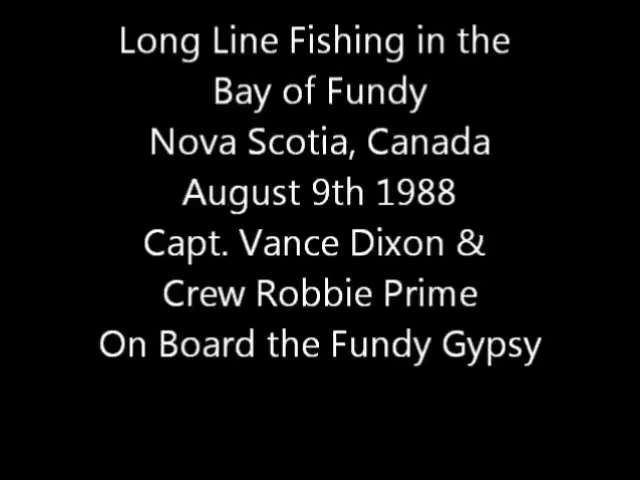 Long Line Fishing in the
Bay of Fundy
Nova Scotia, Canada
August 9th 1988
Capt. Vance Dixon &
Crew Robbie Prime
On Board the Fundy Gypsy